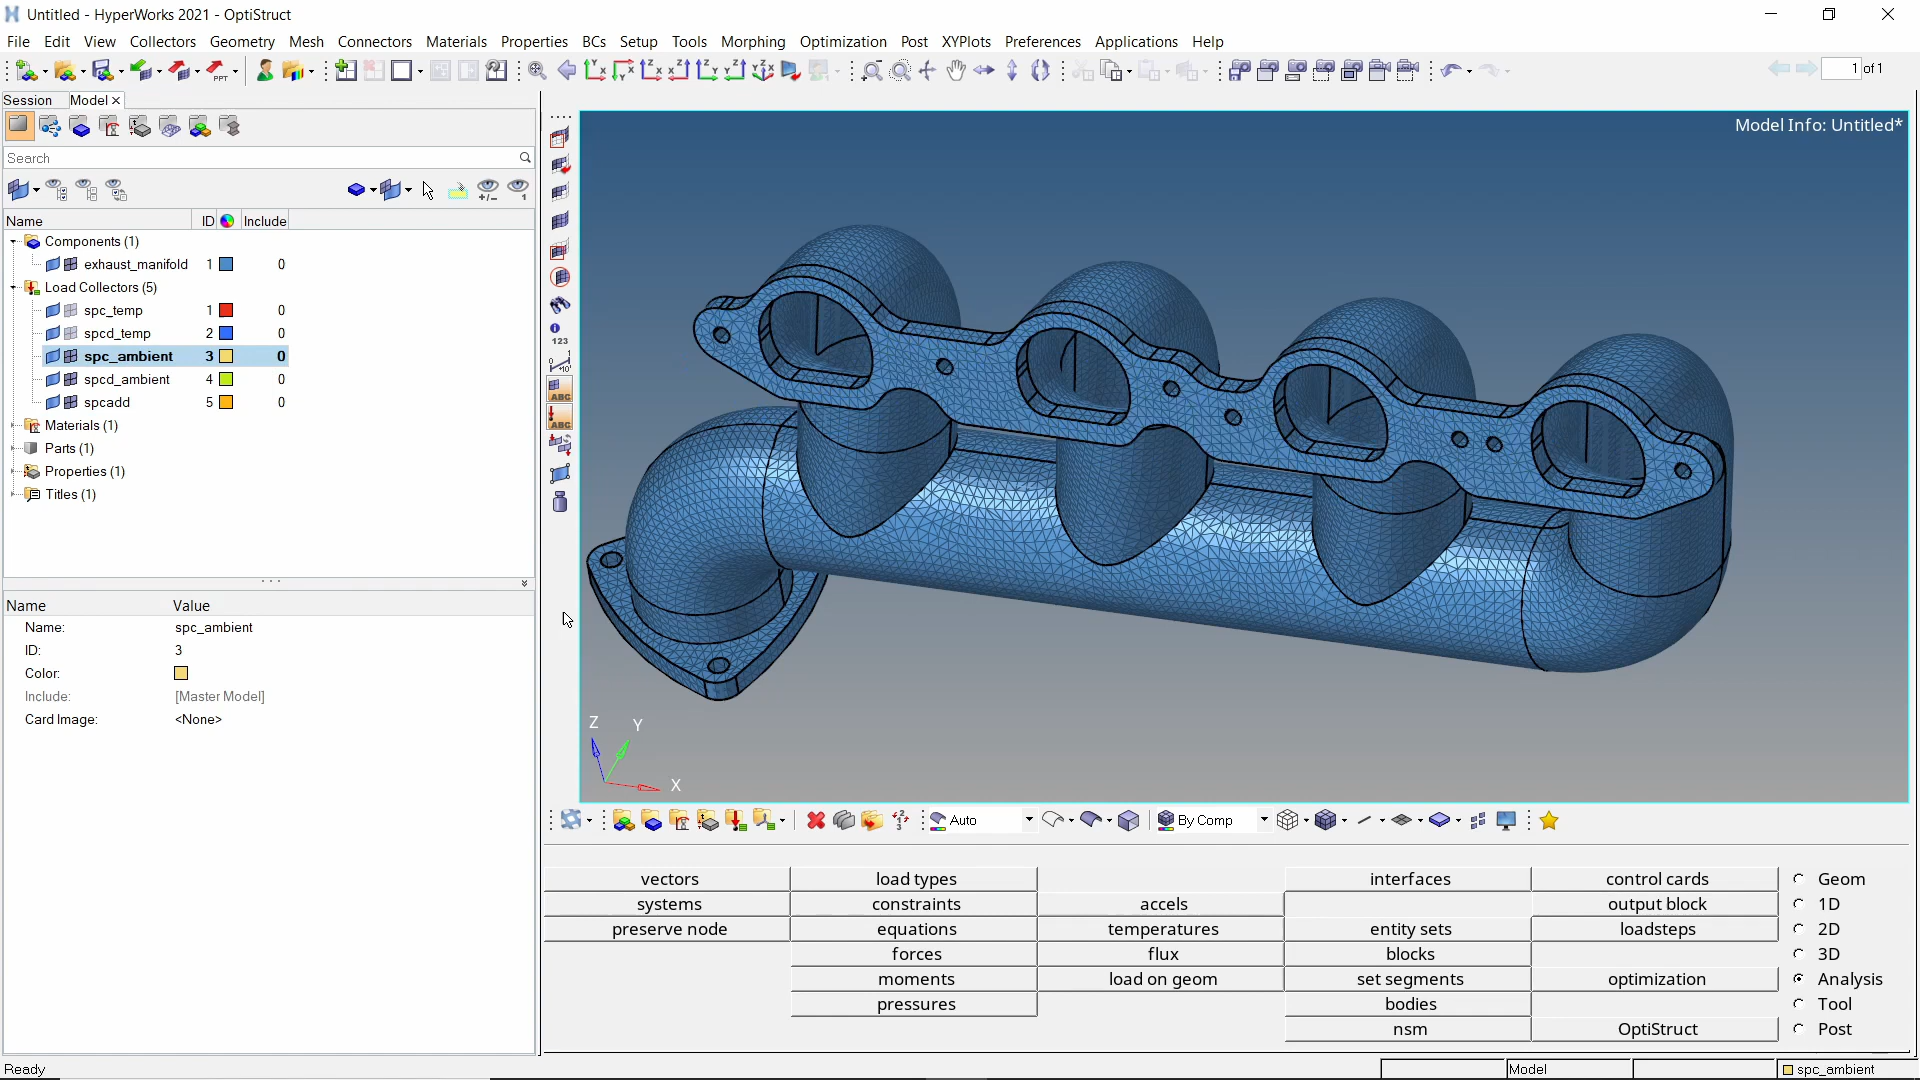 Untitled - HyperWorks 2021 - OptiStruct
File Edit View Collectors Geometry Mesh Connectors Materials Properties BCs Setup Tools Morphing Optimization Post XYPlots Preferences Applications Help
1 of 1
Session Model
Search
Name ID Include
Components (1)
exhaust_manifold 1 0
Load Collectors (5)
spc_temp 1 0
spcd_temp 2 0
spc_ambient 3 0
spcd_ambient 4 0
spcadd 5 0
Materials (1)
Parts (1)
Properties (1)
Titles (1)
Name Value
Name: spc_ambient
ID: 3
Color:
Include: [Master Model]
Card Image: <None>
Model Info: Untitled*
123
ABC
ABC
Z Y X
Auto By Comp
vectors load types interfaces control cards Geom
systems constraints accels output block 1D
preserve node equations temperatures entity sets loadsteps 2D
forces flux blocks 3D
moments load on geom set segments optimization Analysis
pressures bodies Tool
nsm OptiStruct Post
Ready Model spc_ambient